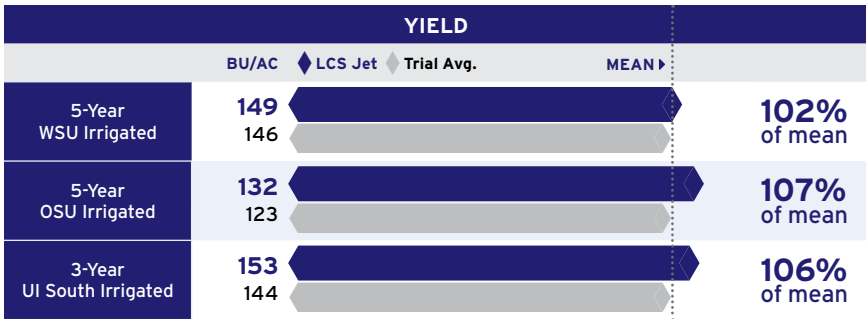 YIELD
BU/AC LCS Jet Trial Avg. MEAN
5-Year
WSU Irrigated
149
146
102%
of mean
5-Year
OSU Irrigated
132
123
107%
of mean
3-Year
UI South Irrigated
153
144
106%
of mean